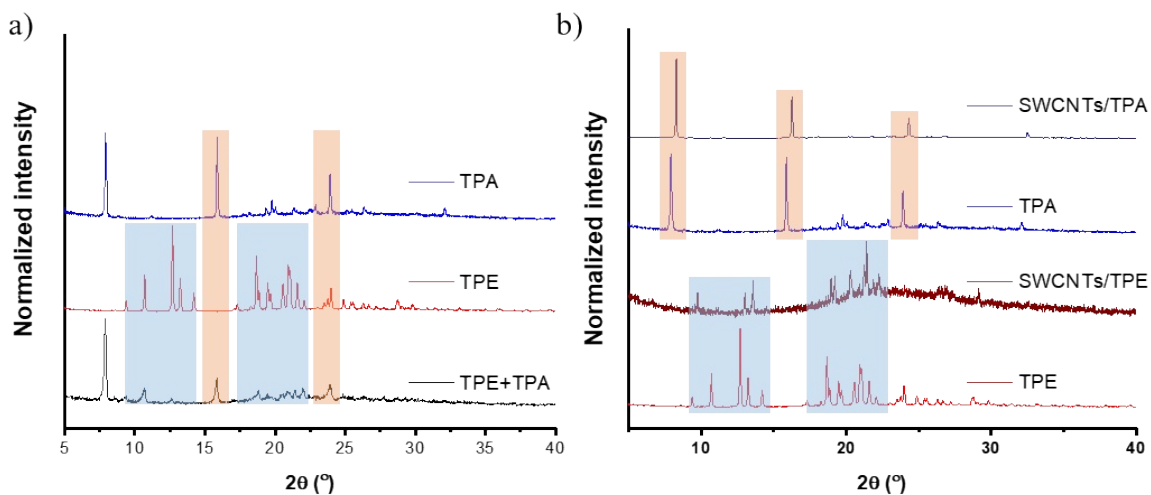 a)
Normalized intensity
TPA
TPE
TPE+TPA
5 10 15 20 25 30 35 40
2θ (°)
b)
Normalized intensity
SWCNTs/TPA
TPA
SWCNTs/TPE
TPE
10 20 30 40
2θ (°)